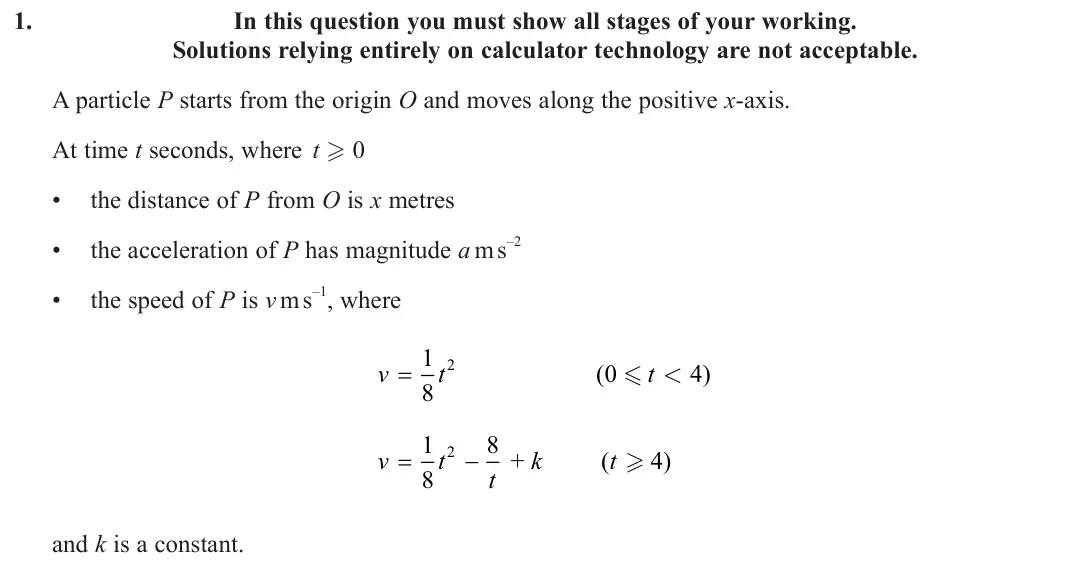 1. In this question you must show all stages of your working.
Solutions relying entirely on calculator technology are not acceptable.
A particle P starts from the origin O and moves along the positive x-axis.
At time t seconds, where t ⩾ 0
• the distance of P from O is x metres
• the acceleration of P has magnitude a m s⁻²
• the speed of P is v m s⁻¹, where
v = 1/8 t² (0 ⩽ t < 4)
v = 1/8 t² − 8/t + k (t ⩾ 4)
and k is a constant.